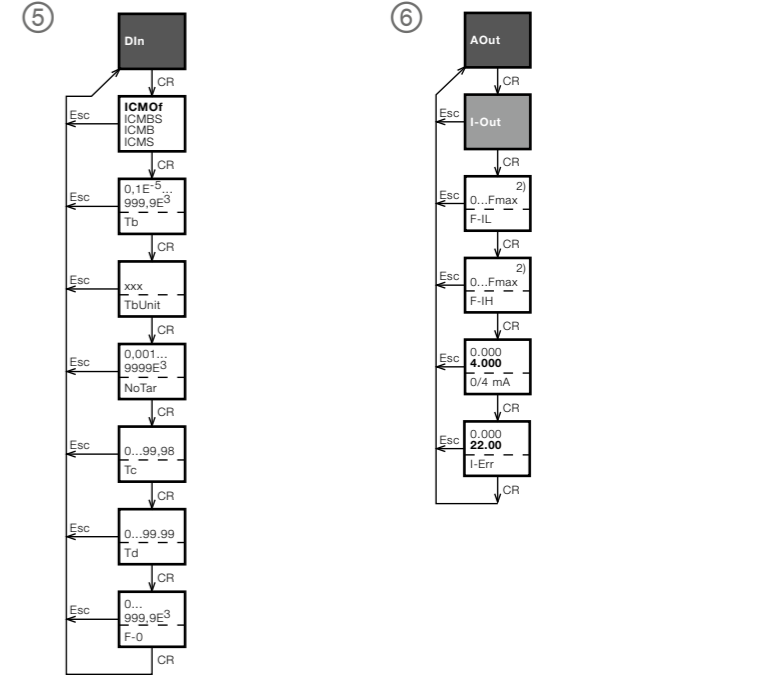 ⑤
DIn
CR
ICMOf
ICMBS
ICMB
ICMS
Esc
CR
0,1E-5...
999,9E3
Tb
Esc
CR
xxx
TbUnit
Esc
CR
0,001...
9999E3
NoTar
Esc
CR
0...99,98
Tc
Esc
CR
0...99.99
Td
Esc
CR
0...
999,9E3
F-0
Esc
CR
⑥
AOut
CR
I-Out
Esc
CR
2)
0...Fmax
F-IL
Esc
CR
2)
0...Fmax
F-IH
Esc
CR
0.000
4.000
0/4 mA
Esc
CR
0.000
22.00
I-Err
Esc
CR